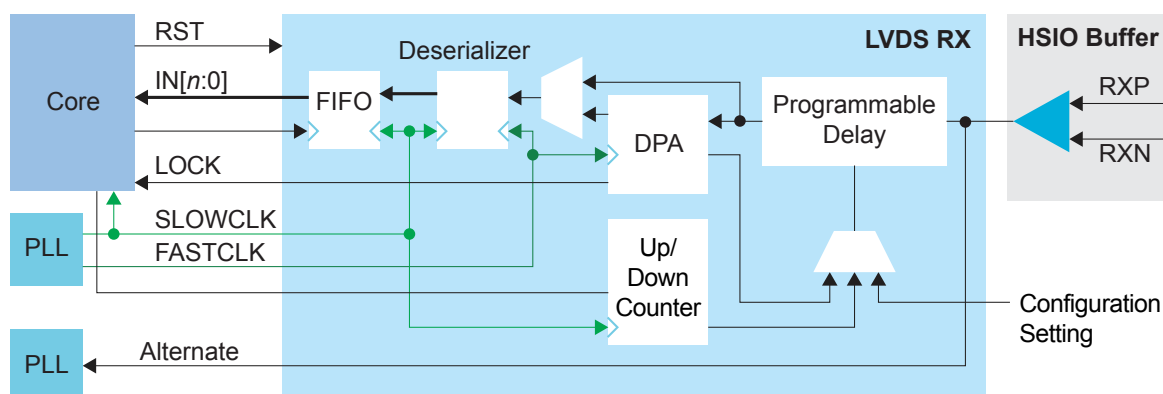 RST
LVDS RX
HSIO Buffer
Deserializer
Core
IN[n:0]
FIFO
Programmable
Delay
RXP
DPA
RXN
LOCK
SLOWCLK
PLL
FASTCLK
Up/
Down
Counter
Configuration
Setting
PLL
Alternate